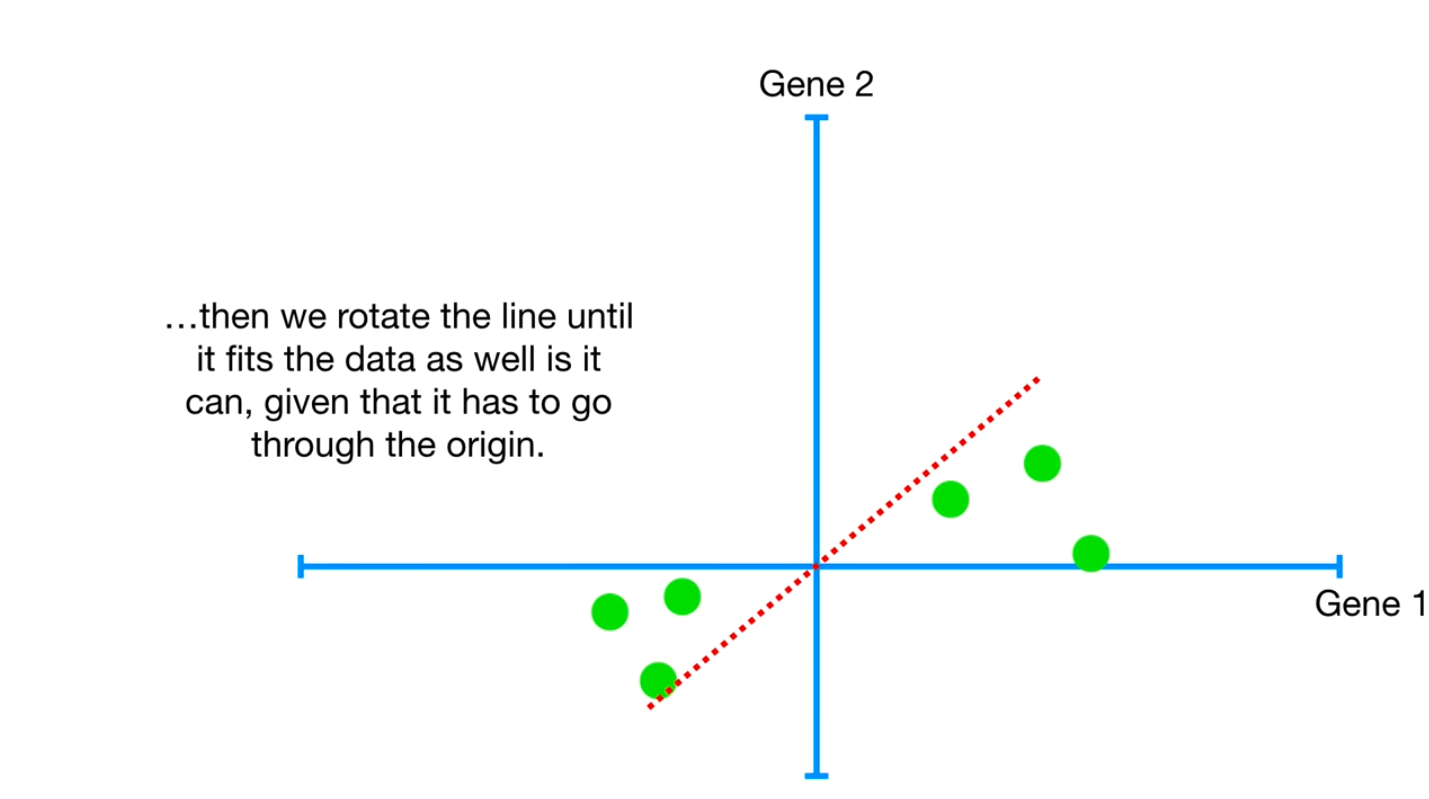 Gene 2
…then we rotate the line until
it fits the data as well is it
can, given that it has to go
through the origin.
Gene 1